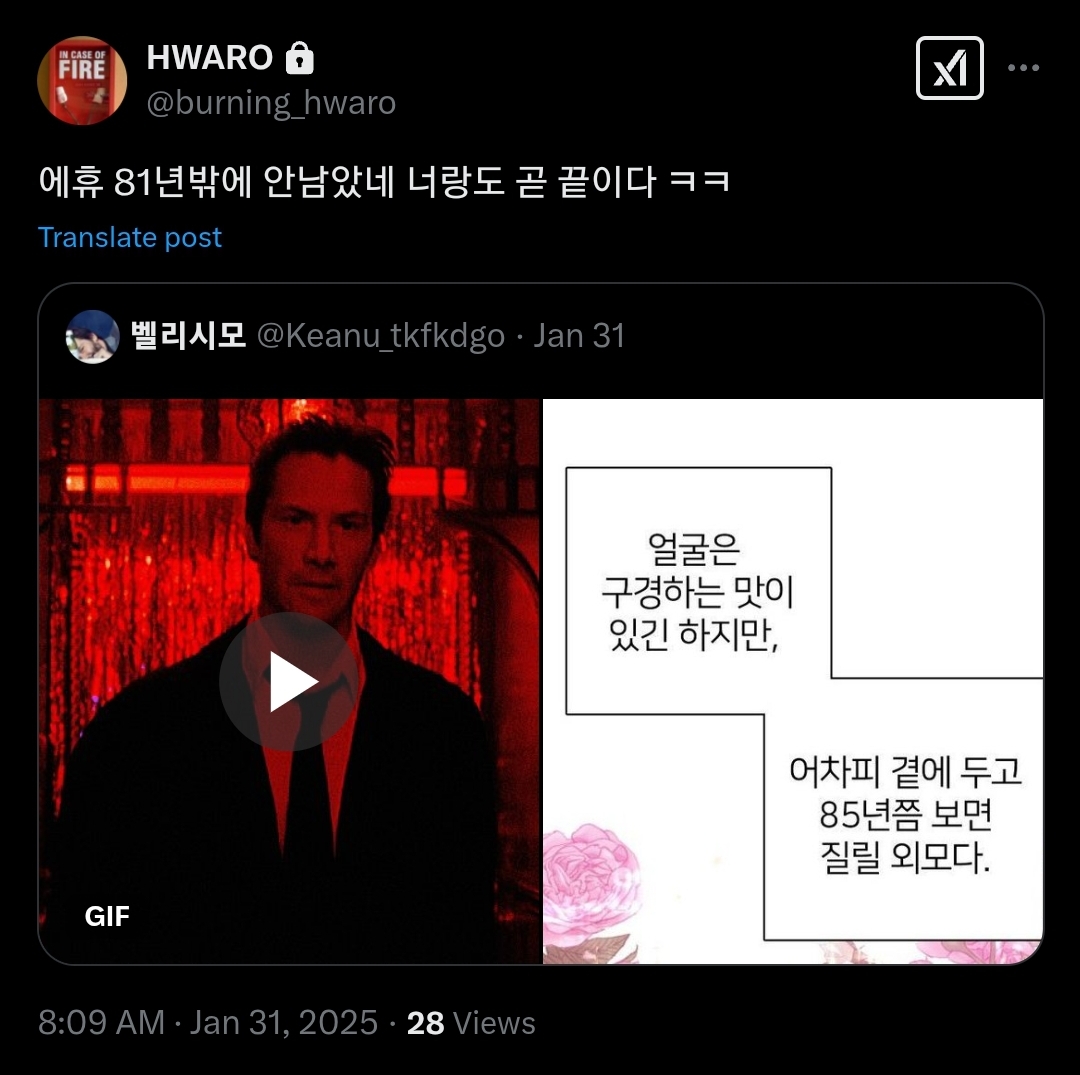 IN CASE OF
FIRE
HWARO
@burning_hwaro
에휴 81년밖에 안남았네 너랑도 곧 끝이다 ㅋㅋ
Translate post
벨리시모 @Keanu_tkfkdgo · Jan 31
얼굴은
구경하는 맛이
있긴 하지만,
어차피 곁에 두고
85년쯤 보면
질릴 외모다.
GIF
8:09 AM · Jan 31, 2025 · 28 Views